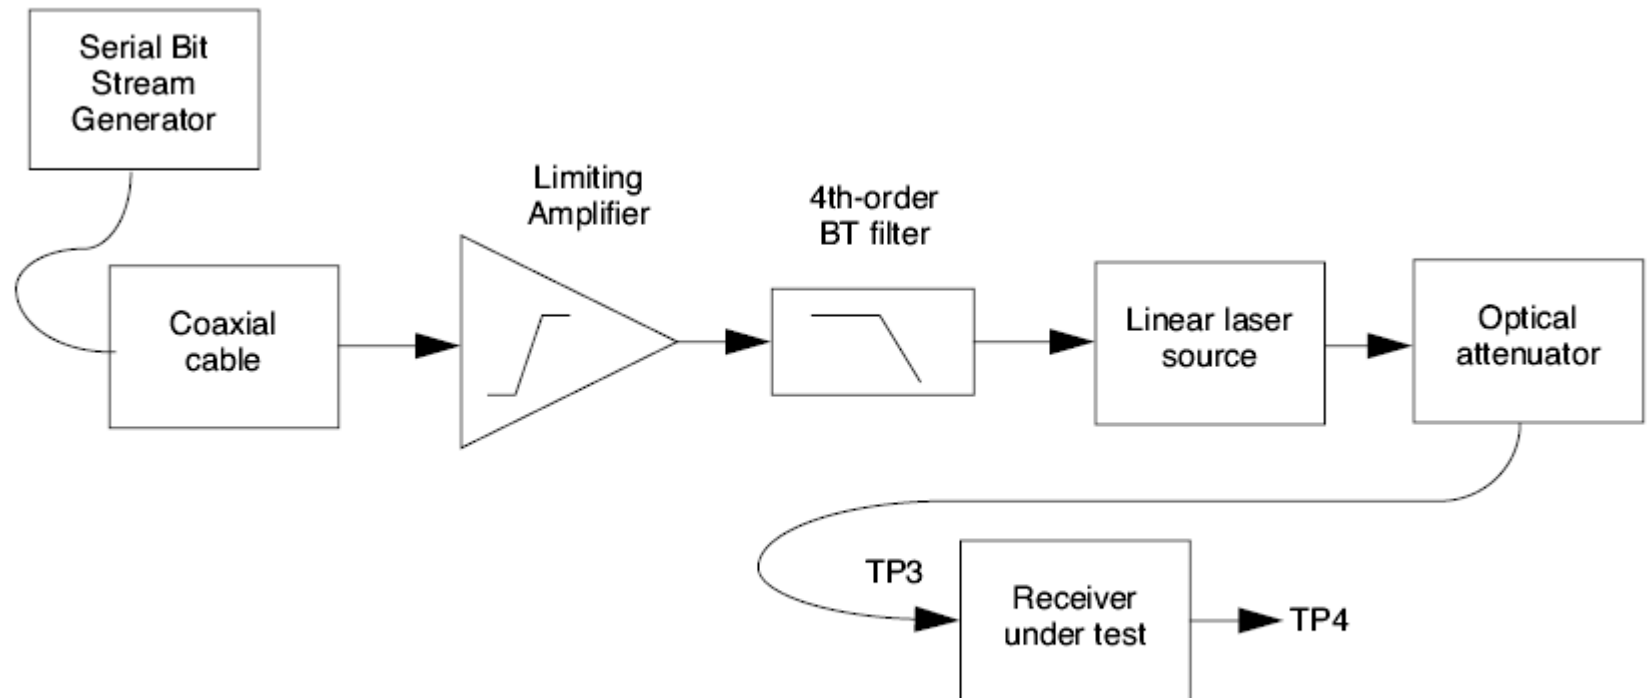 Serial Bit
Stream
Generator
Limiting
Amplifier
4th-order
BT filter
Coaxial
cable
Linear laser
source
Optical
attenuator
TP3
Receiver
under test
TP4